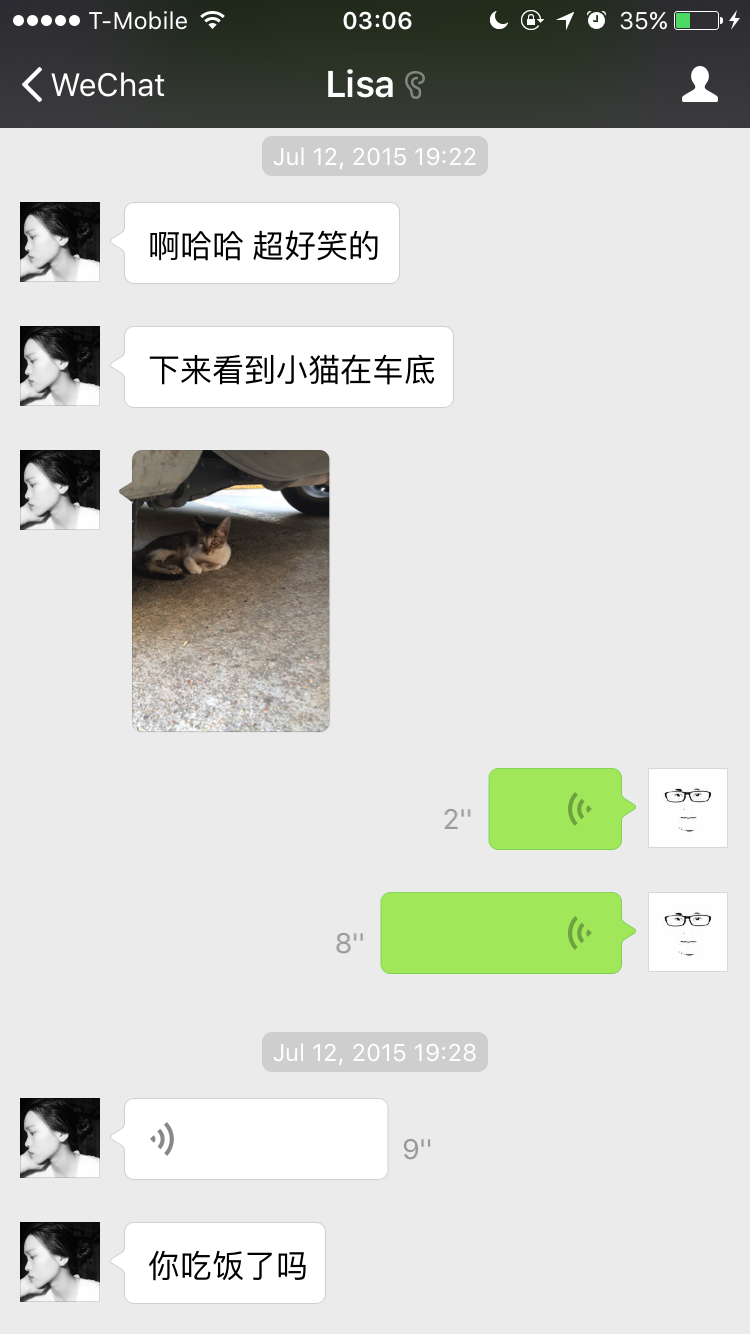 T-Mobile 03:06 35%
WeChat Lisa
Jul 12, 2015 19:22
啊哈哈 超好笑的
下来看到小猫在车底
2''
8''
Jul 12, 2015 19:28
9''
你吃饭了吗